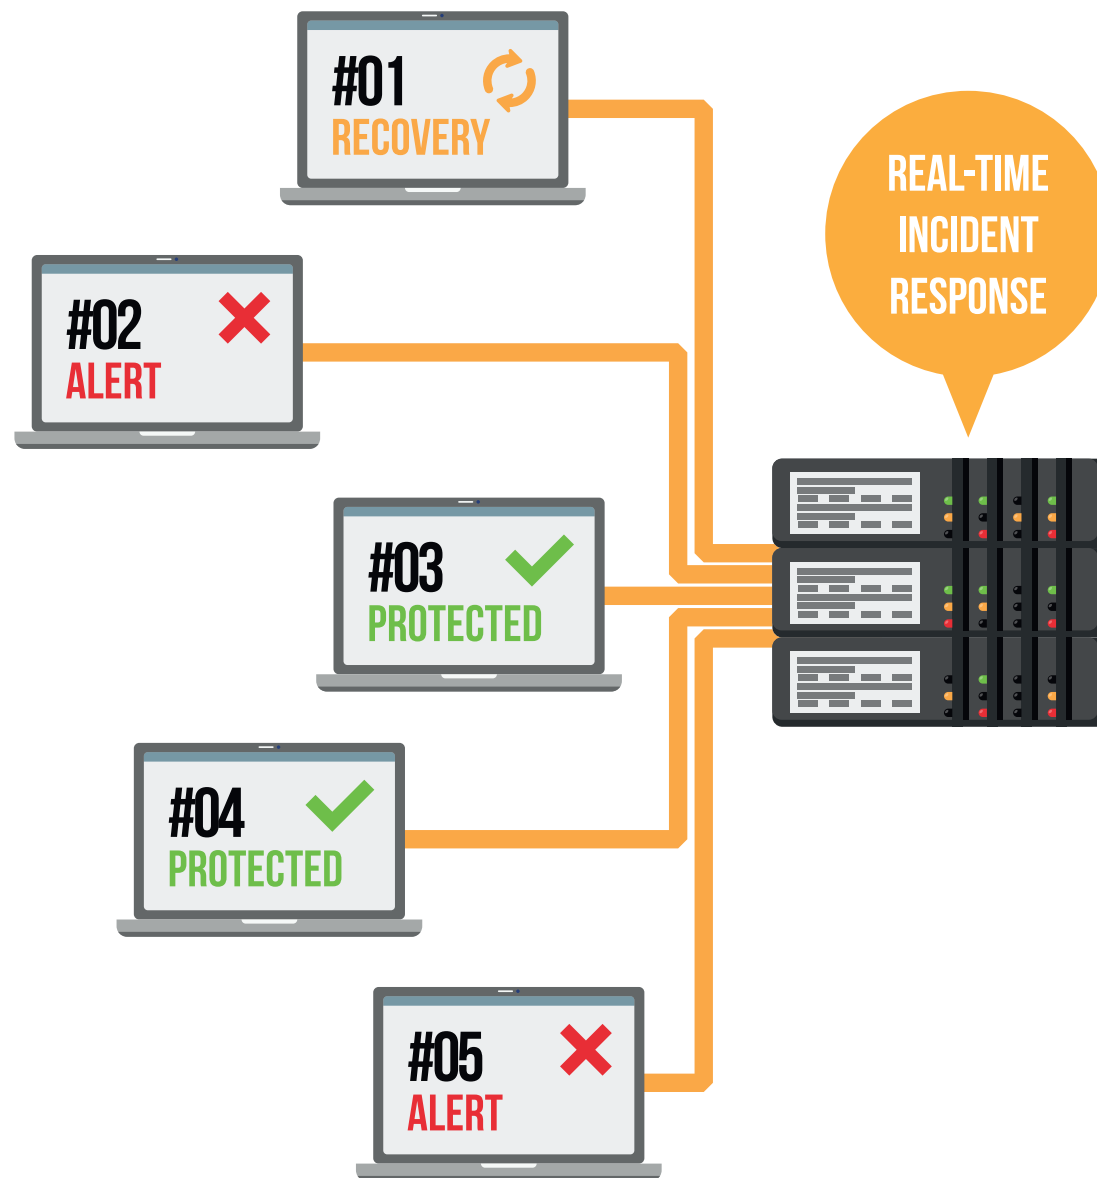 #01
RECOVERY
REAL-TIME
INCIDENT
RESPONSE
#02
ALERT
#03
PROTECTED
#04
PROTECTED
#05
ALERT